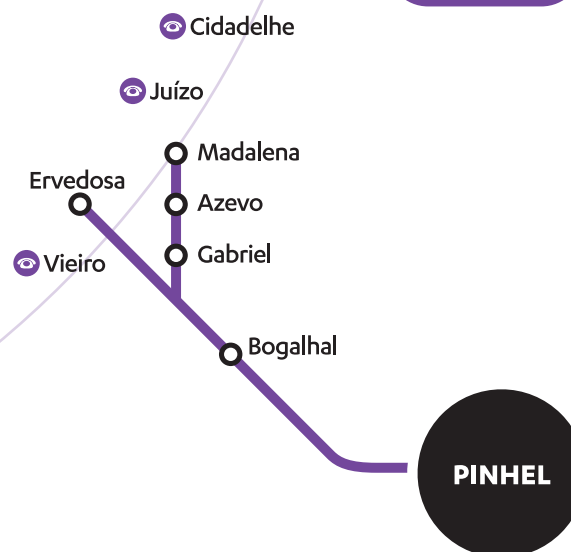 Cidadelhe
Juízo
Madalena
Ervedosa
Azevo
Gabriel
Vieiro
Bogalhal
PINHEL